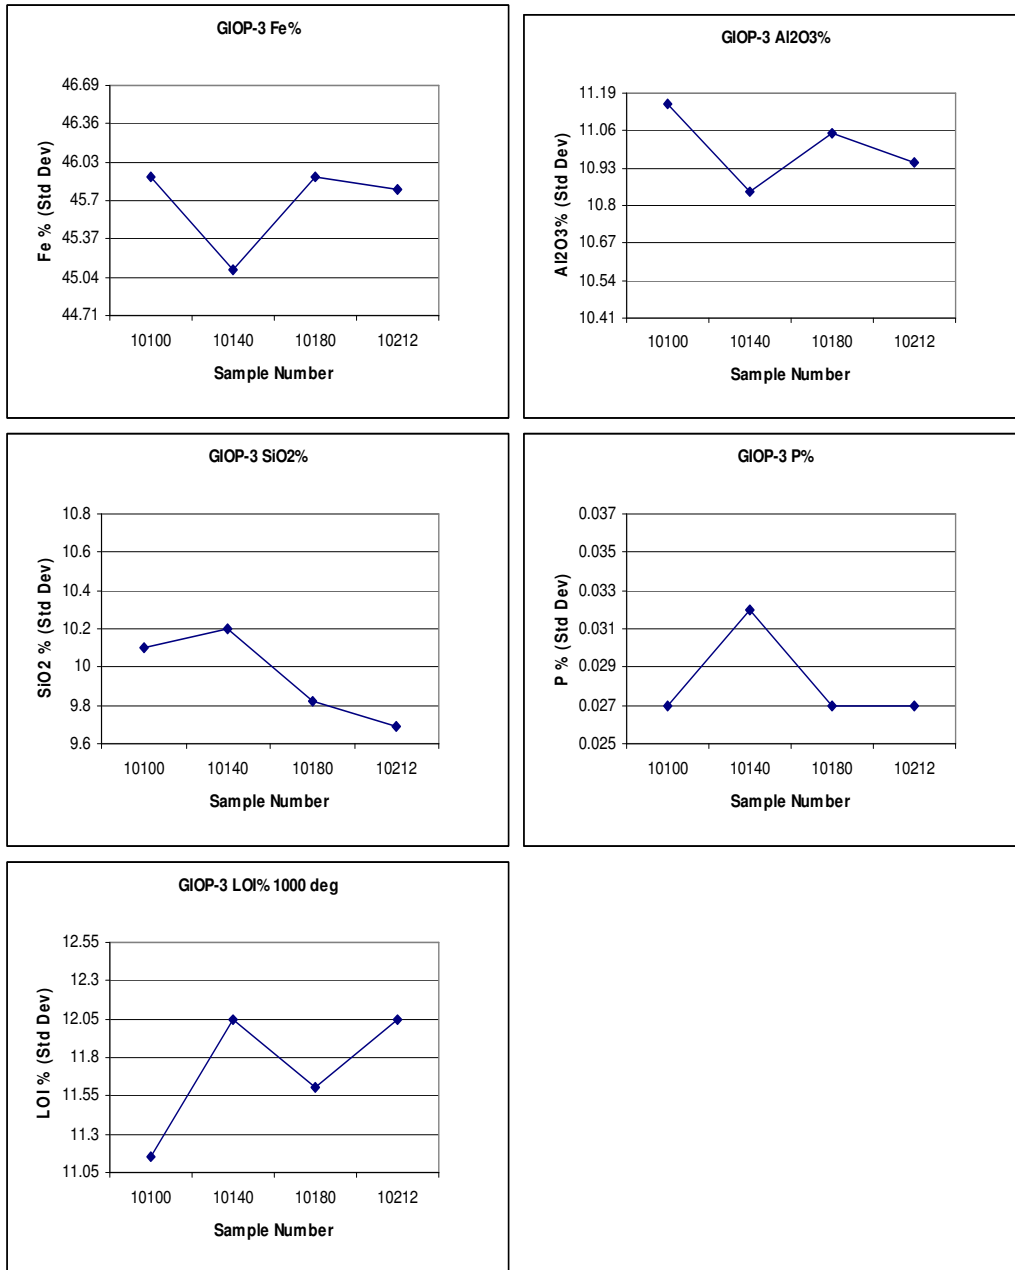 GIOP-3 Fe%
46.69
46.36
46.03
45.7
45.37
45.04
44.71
Fe % (Std Dev)
10100 10140 10180 10212
Sample Number
GIOP-3 Al2O3%
11.19
11.06
10.93
10.8
10.67
10.54
10.41
Al2O3% (Std Dev)
10100 10140 10180 10212
Sample Number
GIOP-3 SiO2%
10.8
10.6
10.4
10.2
10
9.8
9.6
SiO2 % (Std Dev)
10100 10140 10180 10212
Sample Number
GIOP-3 P%
0.037
0.035
0.033
0.031
0.029
0.027
0.025
P % (Std Dev)
10100 10140 10180 10212
Sample Number
GIOP-3 LOI% 1000 deg
12.55
12.3
12.05
11.8
11.55
11.3
11.05
LOI % (Std Dev)
10100 10140 10180 10212
Sample Number